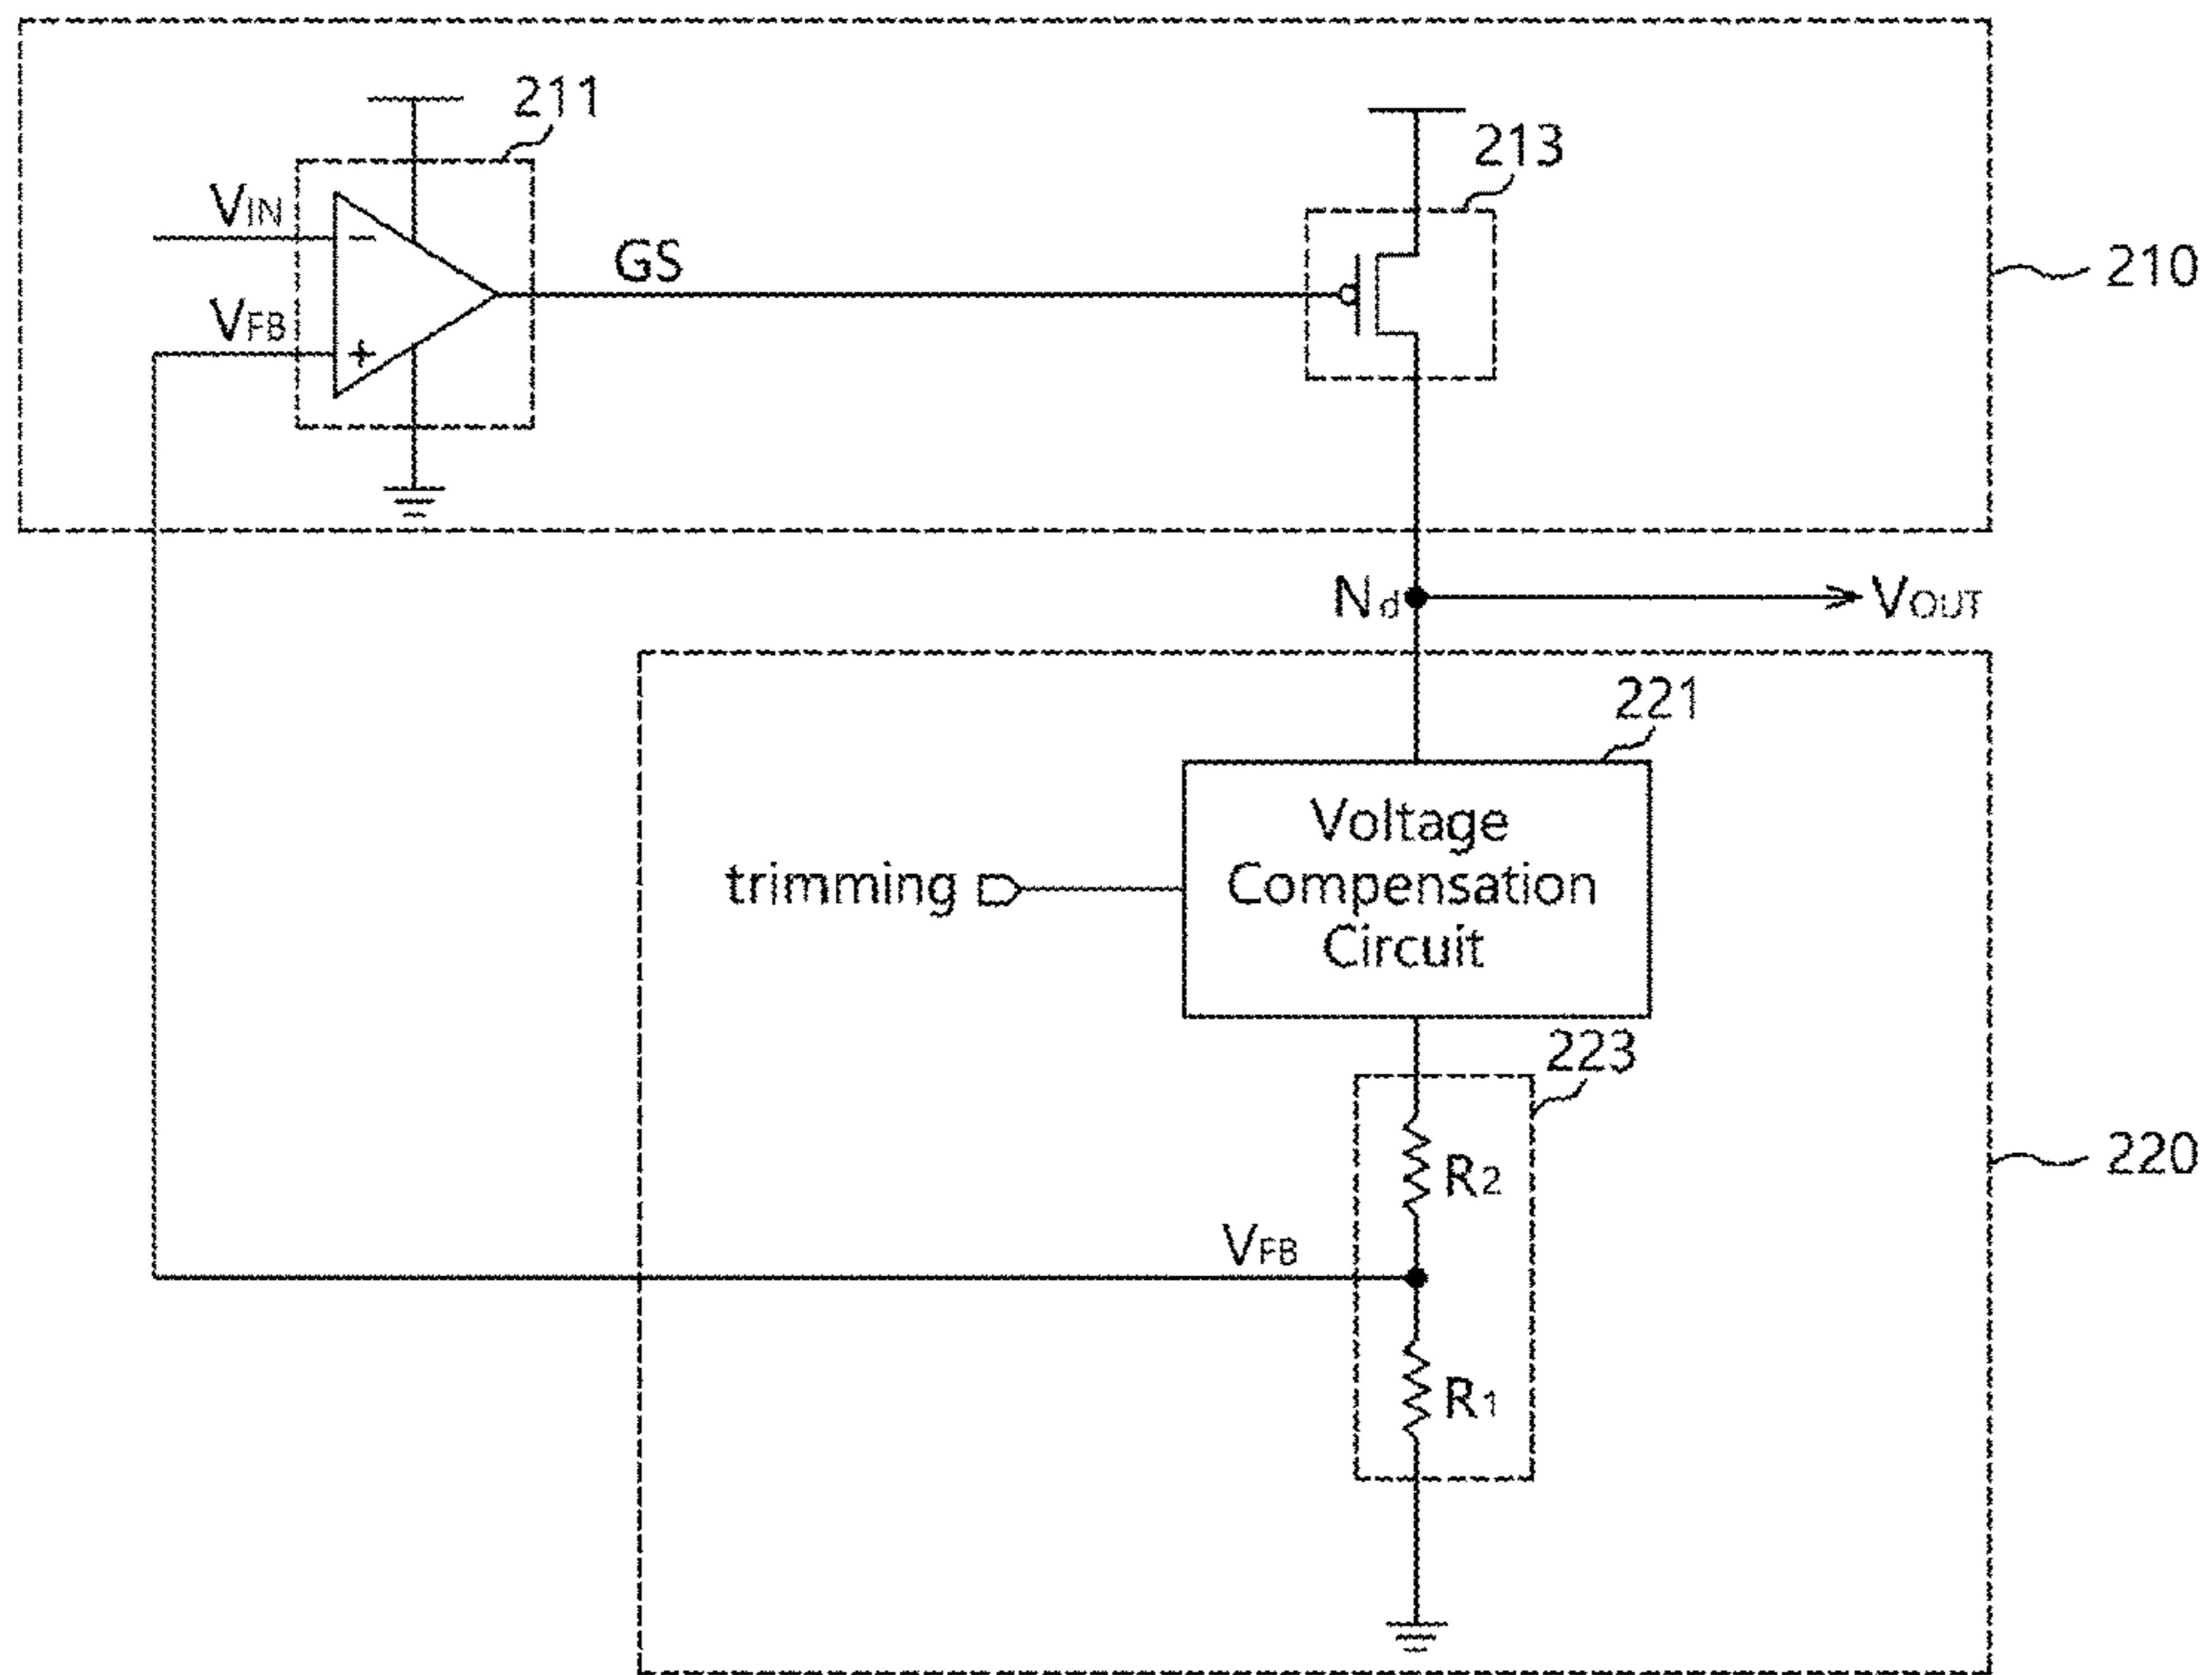 211
213
VIN
GS
210
VFB
Nd
VOUT
221
Voltage
Compensation
Circuit
trimming
223
R2
220
VFB
R1